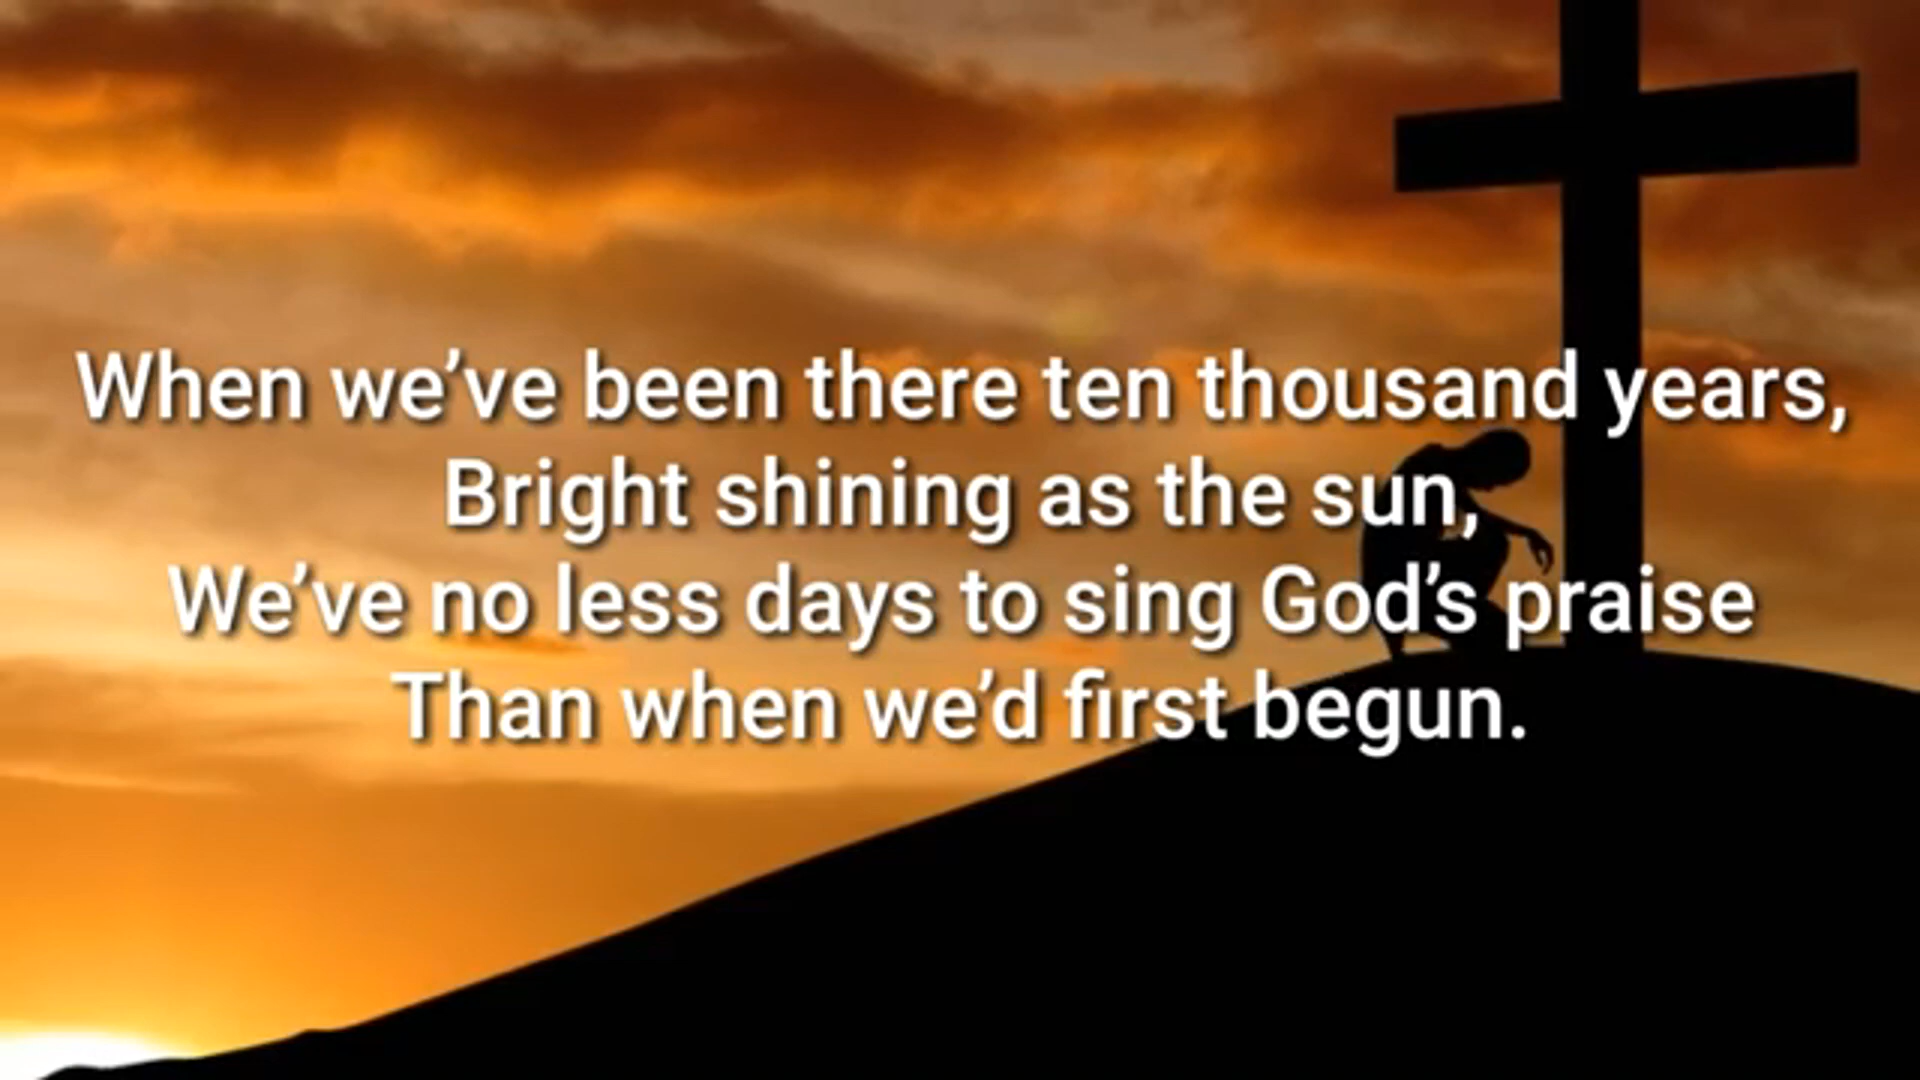 When we’ve been there ten thousand years,
Bright shining as the sun,
We’ve no less days to sing God’s praise
Than when we’d first begun.